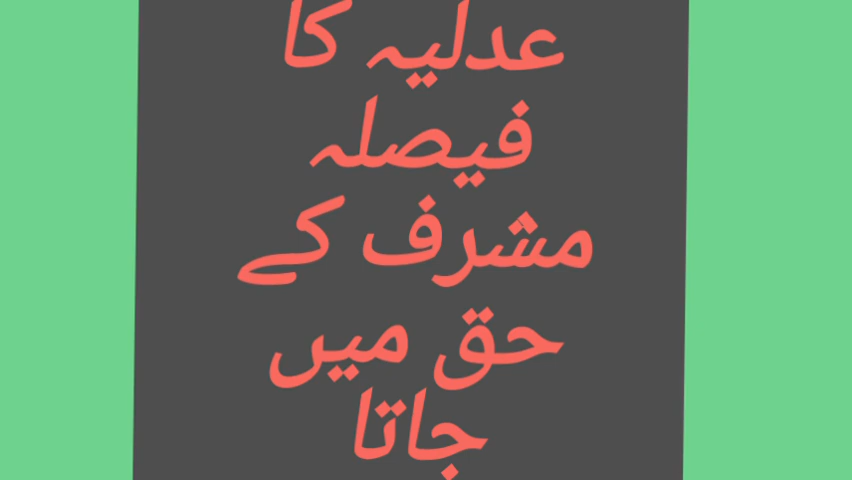 عدلیہ کا
فیصلہ
مشرف کے
حق میں
جاتا